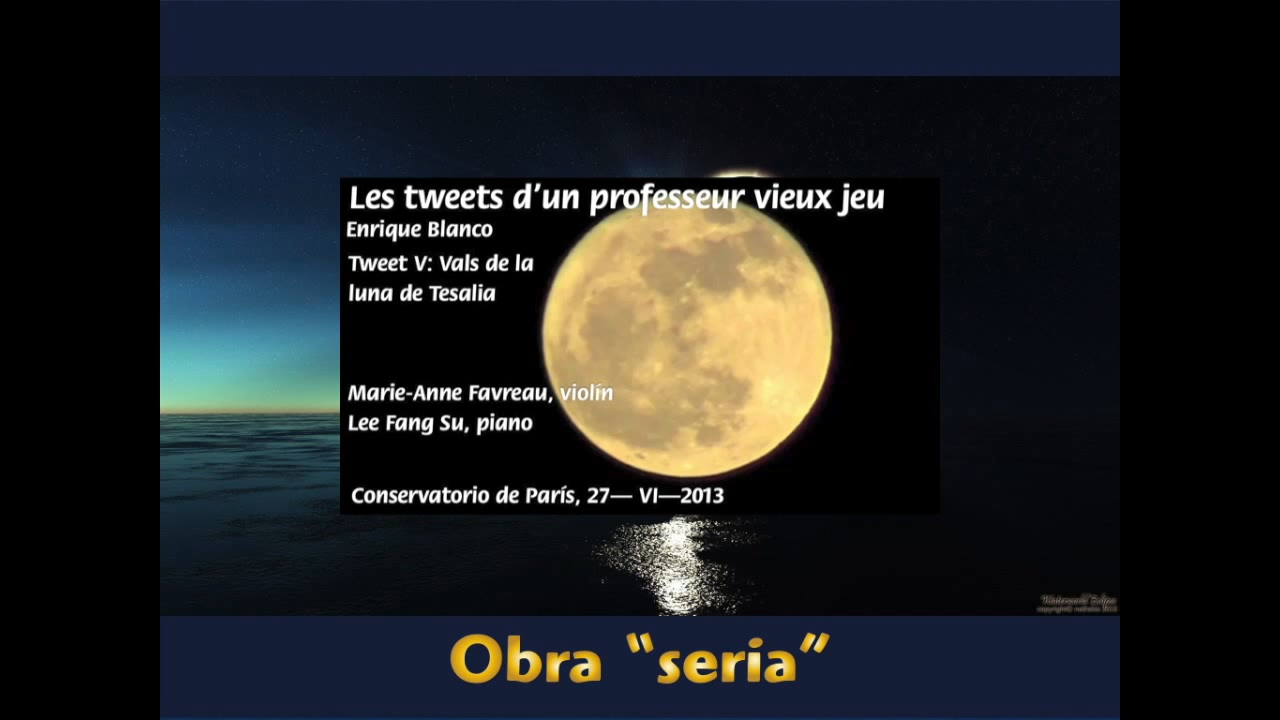 Les tweets d'un professeur vieux jeu
Enrique Blanco
Tweet V: Vals de la
luna de Tesalia
Marie-Anne Favreau, violín
Lee Fang Su, piano
Conservatorio de París, 27— VI—2013
Obra “seria”